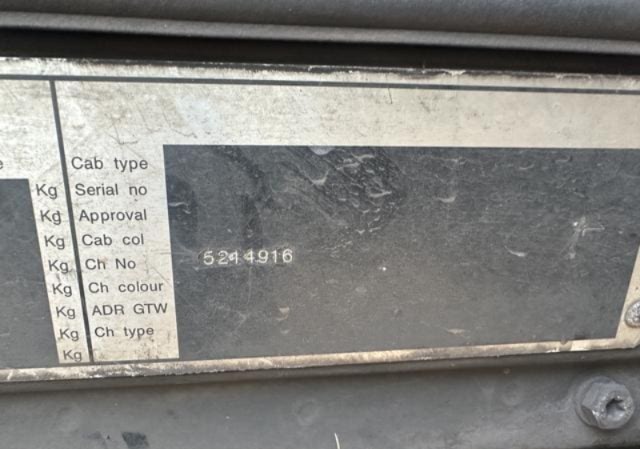 e
Cab type
Kg Serial no
Kg Approval
Kg Cab col
Kg Ch No 5244916
Kg Ch colour
Kg ADR GTW
Kg Ch type
Kg